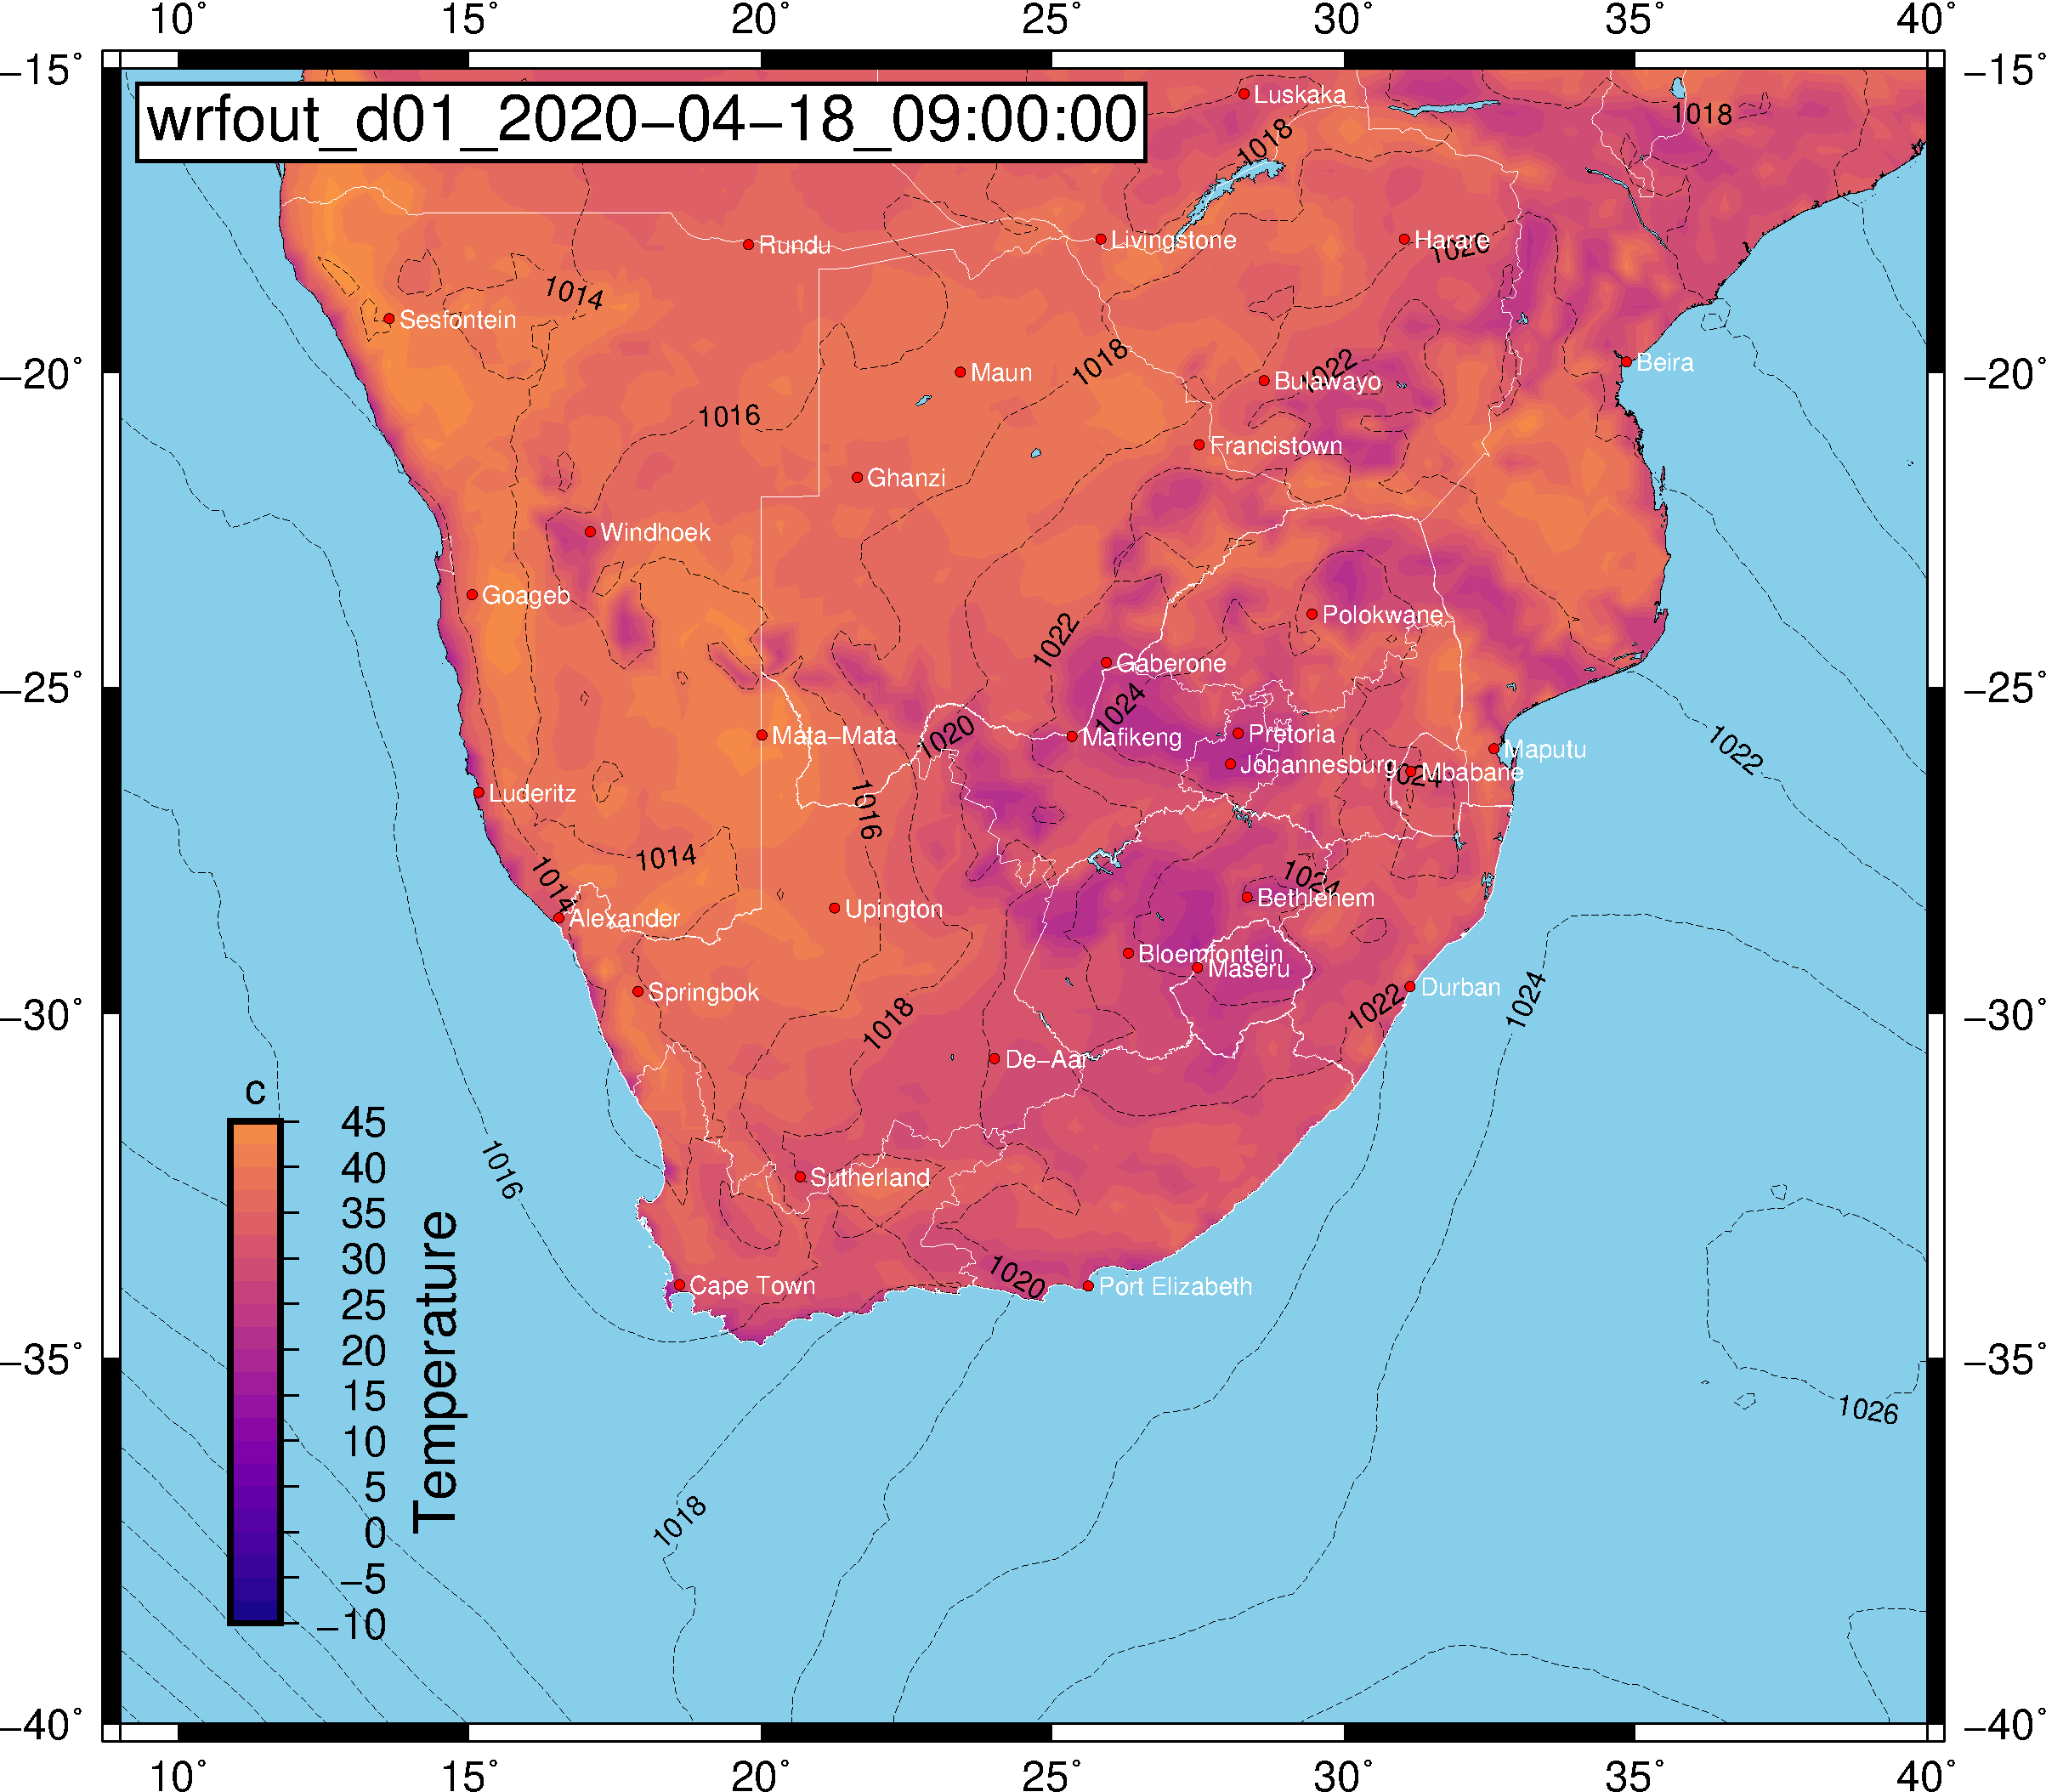 10° 15° 20° 25° 30° 35° 40°
−15° −15°
wrfout_d01_2020−04−18_09:00:00
Luskaka
1018
1018
Rundu
Livingstone
Harare
1020
1014
Sesfontein
1018
Maun
1022
Bulawayo
Beira
−20° −20°
1016
Francistown
Ghanzi
Windhoek
Goageb
1022
Polokwane
Gaberone
−25° −25°
1024
1020
Mata−Mata
Mafikeng
Pretoria
Johannesburg
1024
Mbabane
Maputu
1022
Luderitz
1016
1014
1014
1024
Bethlehem
Alexander
Upington
Bloemfontein
Maseru
Springbok
Durban
1022
1024
1018
−30° −30°
De−Aar
c
45
40
35
30
25
20
15
10
5
0
−5
−10
Temperature
1016
Sutherland
1020
Cape Town
Port Elizabeth
−35° −35°
1026
1018
−40° −40°
10° 15° 20° 25° 30° 35° 40°